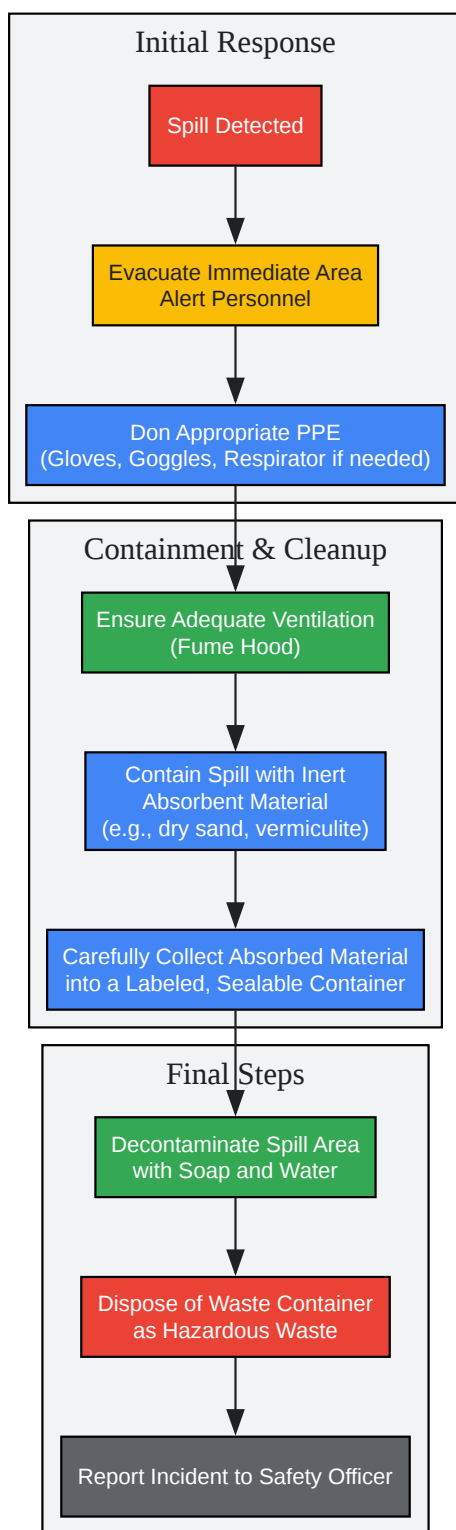 Initial Response
Spill Detected
Evacuate Immediate Area
Alert Personnel
Don Appropriate PPE
(Gloves, Goggles, Respirator if needed)
Containment & Cleanup
Ensure Adequate Ventilation
(Fume Hood)
Contain Spill with Inert
Absorbent Material
(e.g., dry sand, vermiculite)
Carefully Collect Absorbed Material
into a Labeled, Sealable Container
Final Steps
Decontaminate Spill Area
with Soap and Water
Dispose of Waste Container
as Hazardous Waste
Report Incident to Safety Officer